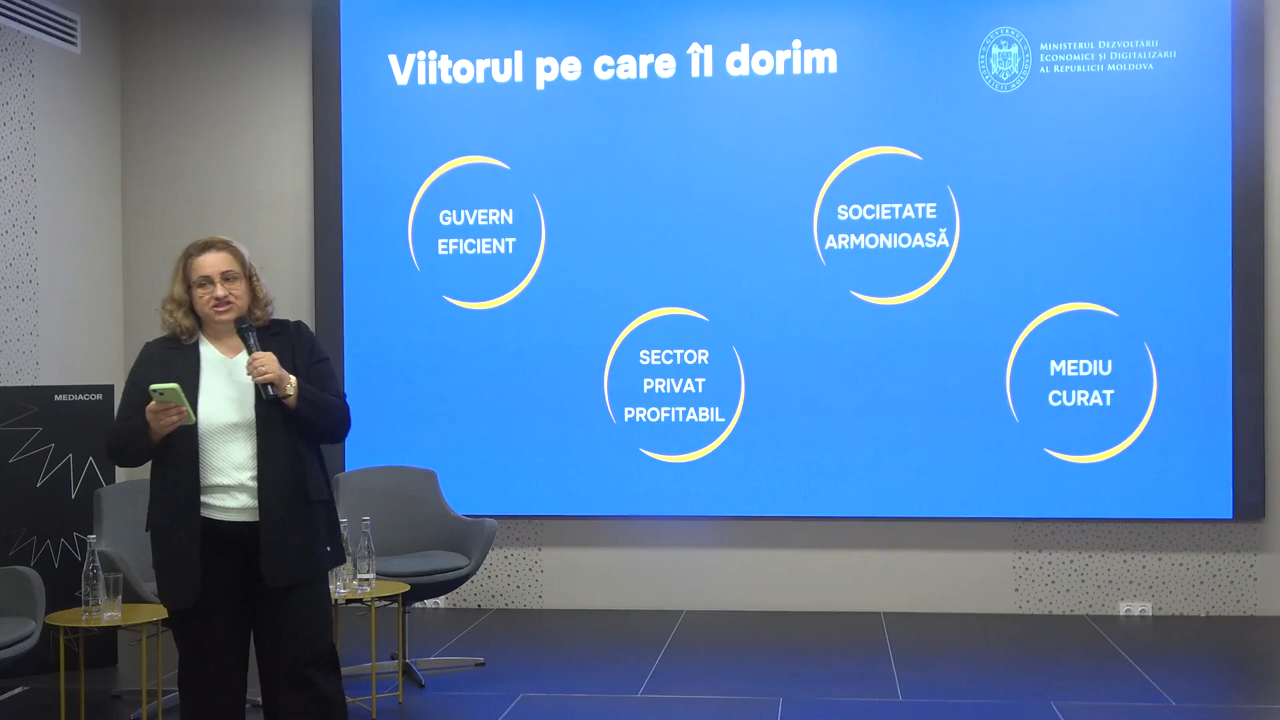 Viitorul pe care îl dorim
MINISTERUL DEZVOLTĂRII
ECONOMICE ȘI DIGITALIZĂRII
AL REPUBLICII MOLDOVA
GUVERN
EFICIENT
SOCIETATE
ARMONIOASĂ
SECTOR
PRIVAT
PROFITABIL
MEDIU
CURAT
MEDIACOR